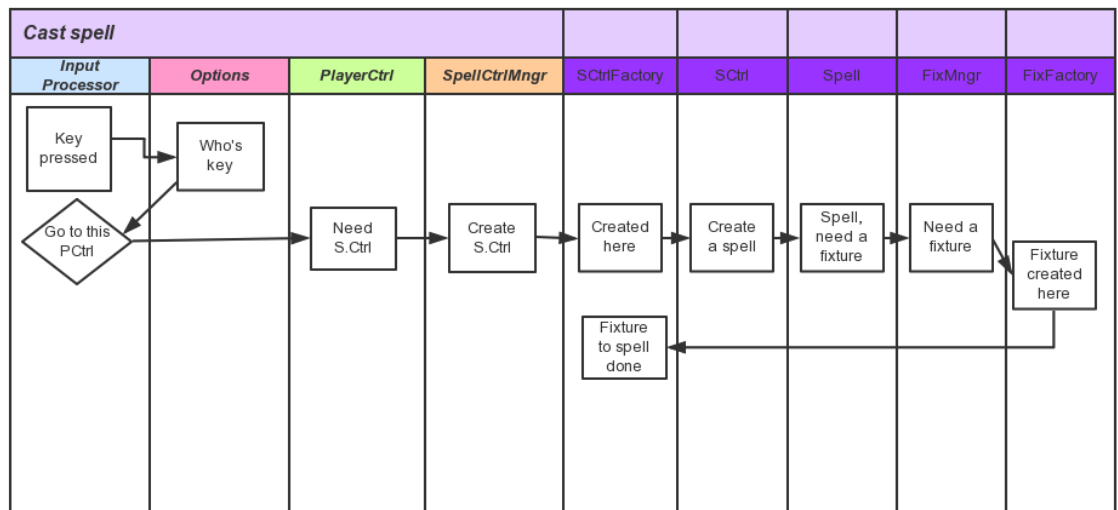 Cast spell
Input
Processor
Options
PlayerCtrl
SpellCtrlMngr
SCtrlFactory
SCtrl
Spell
FixMngr
FixFactory
Key
pressed
Who's
key
Go to this
PCtrl
Need
S.Ctrl
Create
S.Ctrl
Created
here
Create
a spell
Spell,
need a
fixture
Need a
fixture
Fixture
created
here
Fixture
to spell
done